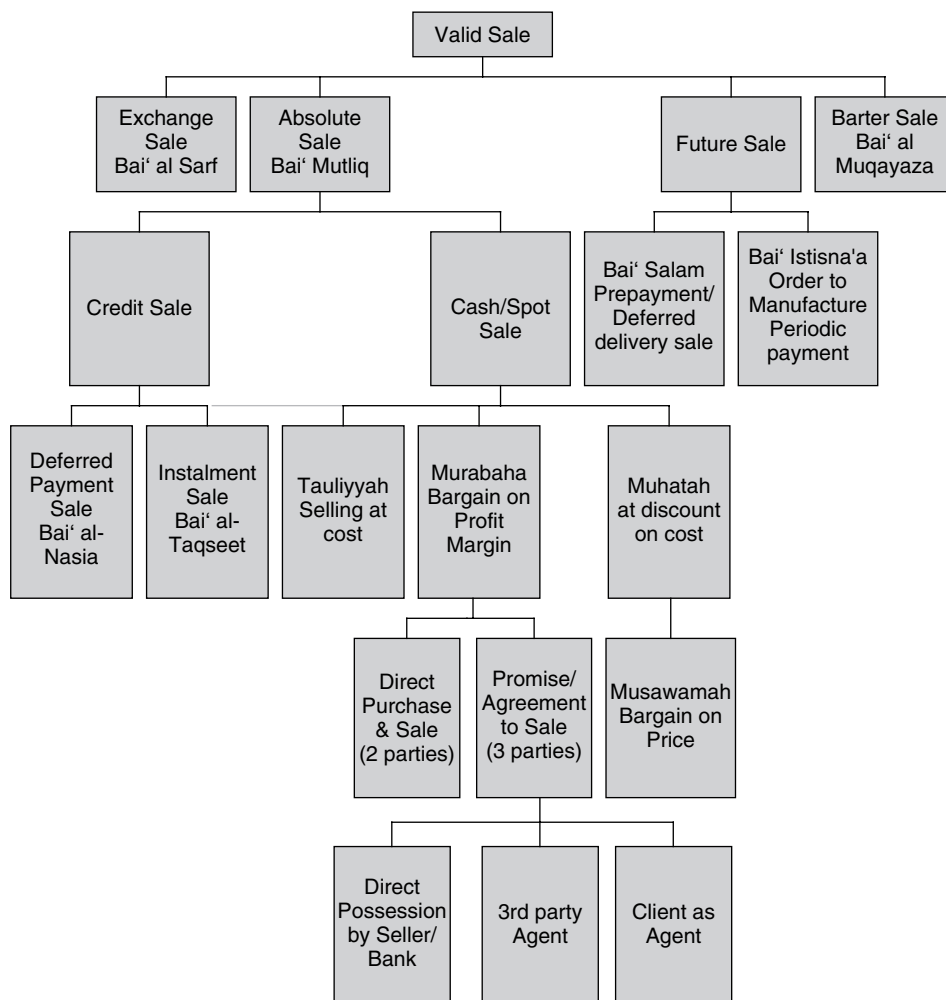 Valid Sale
Exchange
Sale
Bai‘ al Sarf
Absolute
Sale
Bai‘ Mutliq
Future Sale
Barter Sale
Bai‘ al
Muqayaza
Credit Sale
Cash/Spot
Sale
Bai‘ Salam
Prepayment/
Deferred
delivery sale
Bai‘ Istisna'a
Order to
Manufacture
Periodic
payment
Deferred
Payment
Sale
Bai‘ al-
Nasia
Instalment
Sale
Bai‘ al-
Taqseet
Tauliyyah
Selling at
cost
Murabaha
Bargain on
Profit
Margin
Muhatah
at discount
on cost
Direct
Purchase
& Sale
(2 parties)
Promise/
Agreement
to Sale
(3 parties)
Musawamah
Bargain on
Price
Direct
Possession
by Seller/
Bank
3rd party
Agent
Client as
Agent